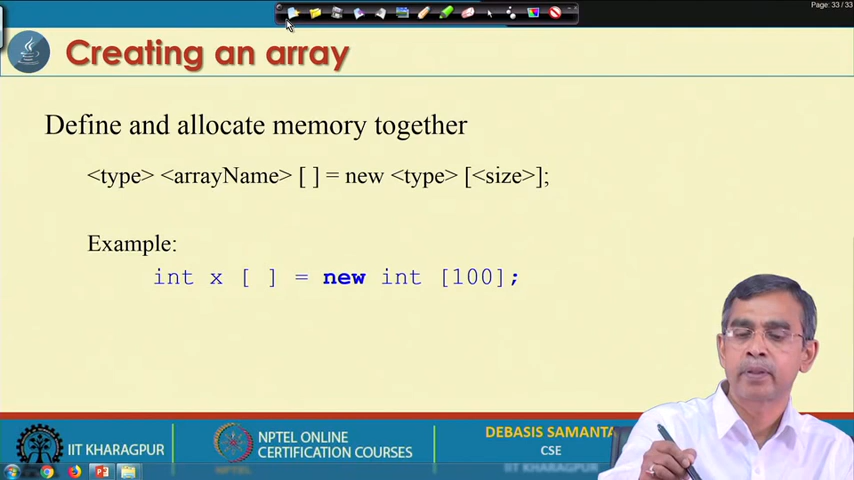 Page: 33 / 33
Creating an array
Define and allocate memory together
<type> <arrayName> [ ] = new <type> [<size>];
Example:
int x [ ] = new int [100];
IIT KHARAGPUR
NPTEL ONLINE
CERTIFICATION COURSES
NPTEL
DEBASIS SAMANTA
CSE
IIT KHARAGPUR